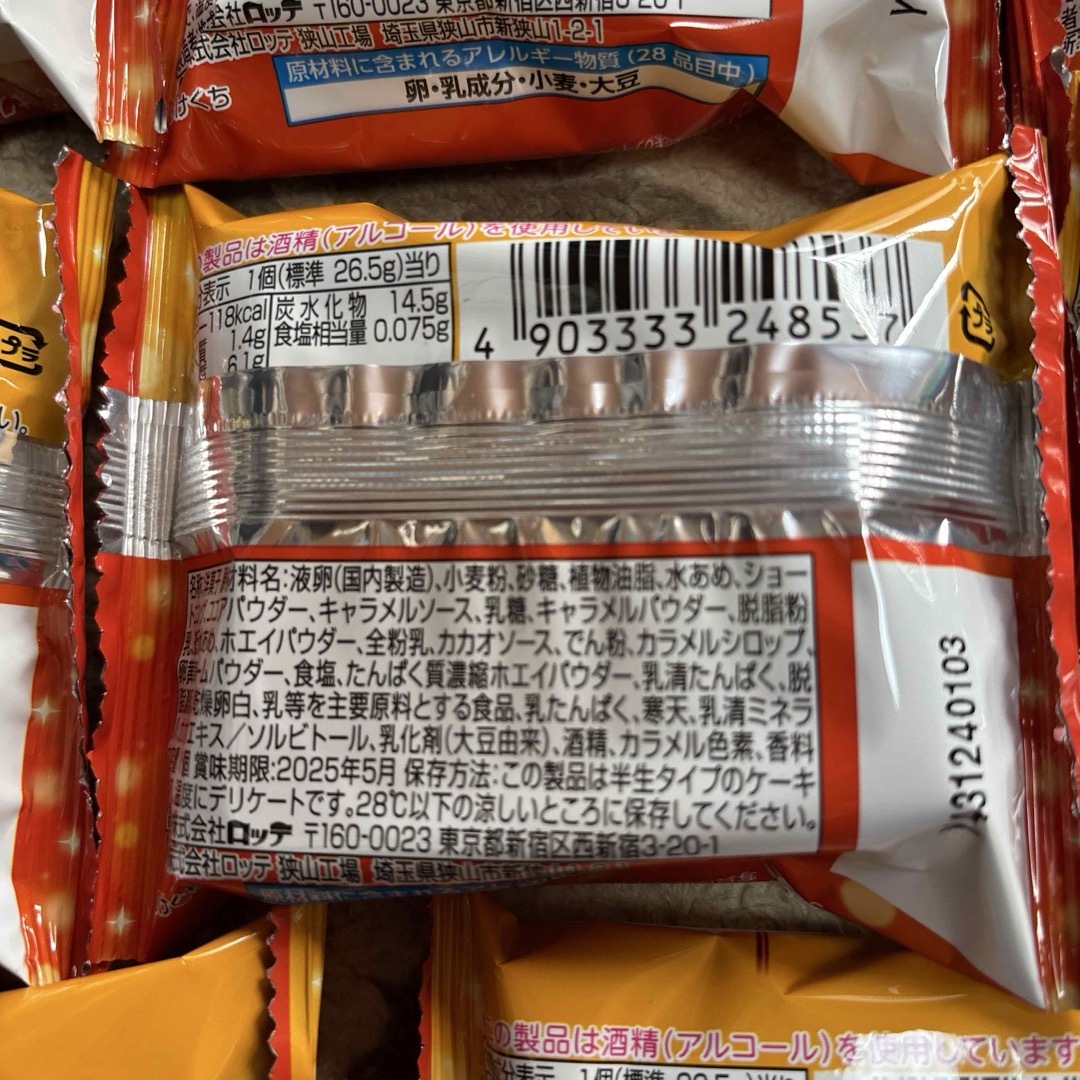 〒160-0023 東京都新宿区西新宿3-20-1
株式会社ロッテ 狭山工場 埼玉県狭山市新狭山1-2-1
原材料に含まれるアレルギー物質(28品目中)
卵・乳成分・小麦・大豆
けくち
の製品は酒精(アルコール)を使用してい
表示 1個(標準 26.5g)当り
118kcal 炭水化物 14.5g
1.4g 食塩相当量 0.075g
6.1g
4 903333 248537
プラ
い。
材料名:液卵(国内製造)、小麦粉、砂糖、植物油脂、水あめ、ショー
ココアパウダー、キャラメルソース、乳糖、キャラメルパウダー、脱脂粉
ホエイパウダー、全粉乳、カカオソース、でん粉、カラメルシロップ、
ームパウダー、食塩、たんぱく質濃縮ホエイパウダー、乳清たんぱく、脱
燥卵白、乳等を主要原料とする食品、乳たんぱく、寒天、乳清ミネラ
エキス/ソルビトール、乳化剤(大豆由来)、酒精、カラメル色素、香料
個 賞味期限:2025年5月 保存方法:この製品は半生タイプのケーキ
温度にデリケートです。28℃以下の涼しいところに保存してください。
株式会社ロッテ 〒160-0023 東京都新宿区西新宿3-20-1
式会社ロッテ 狭山工場 埼玉県狭山市新狭山1-2-1
31240103
の製品は酒精(アルコール)を使用しています
表示 1個(標準